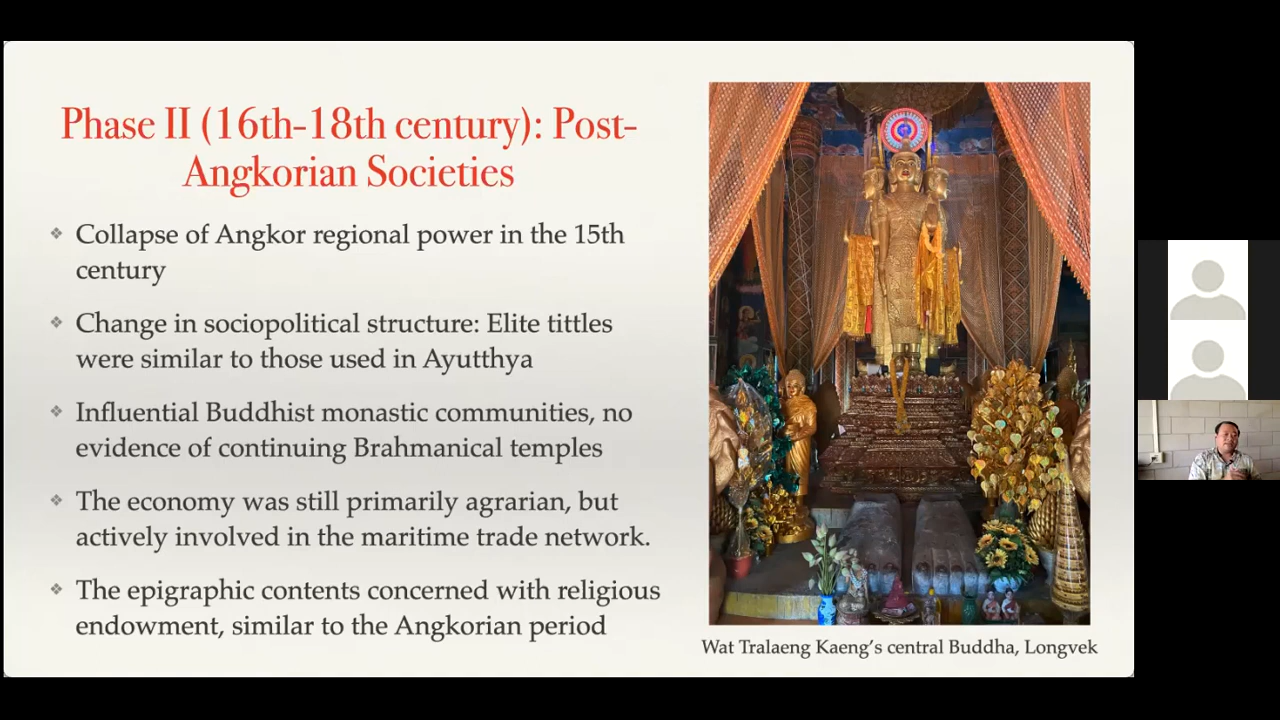 Phase II (16th-18th century): Post-
Angkorian Societies
❖ Collapse of Angkor regional power in the 15th
century
❖ Change in sociopolitical structure: Elite tittles
were similar to those used in Ayutthya
❖ Influential Buddhist monastic communities, no
evidence of continuing Brahmanical temples
❖ The economy was still primarily agrarian, but
actively involved in the maritime trade network.
❖ The epigraphic contents concerned with religious
endowment, similar to the Angkorian period
Wat Tralaeng Kaeng’s central Buddha, Longvek